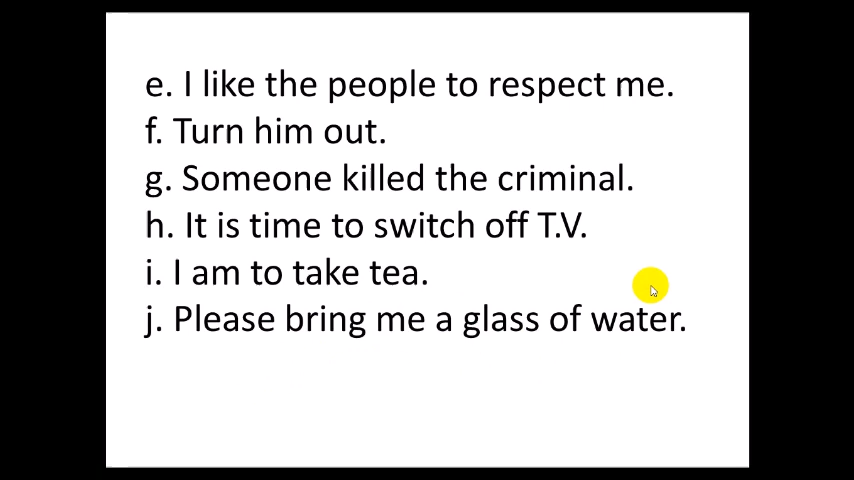 e. I like the people to respect me.
f. Turn him out.
g. Someone killed the criminal.
h. It is time to switch off T.V.
i. I am to take tea.
j. Please bring me a glass of water.